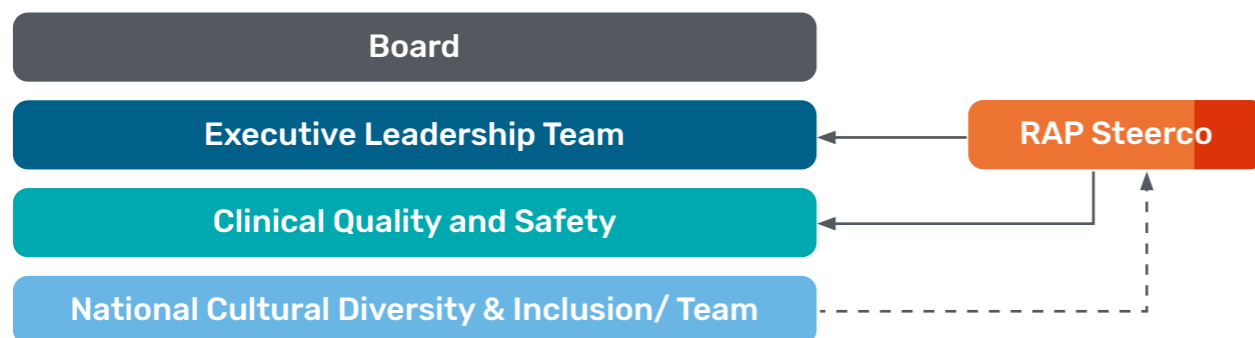 Board
Executive Leadership Team
RAP Steerco
Clinical Quality and Safety
National Cultural Diversity & Inclusion/ Team